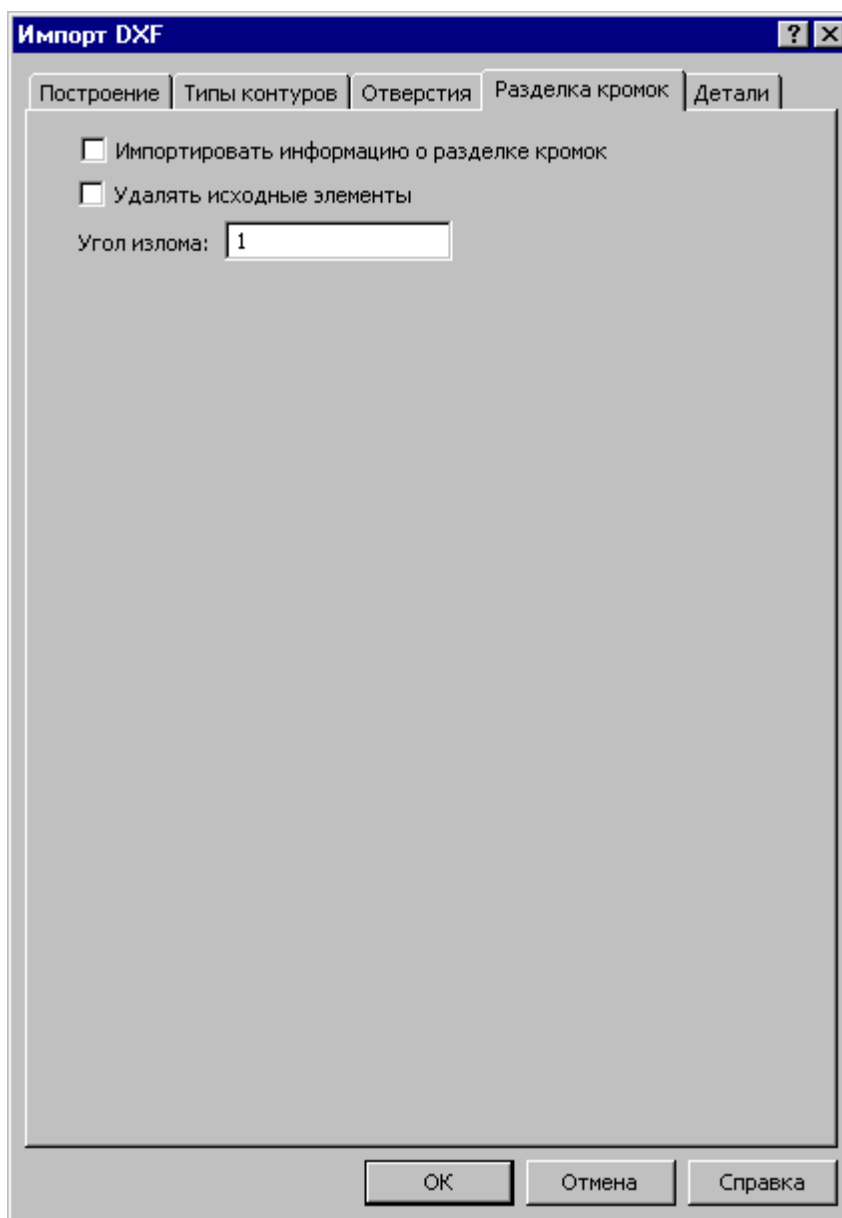 Импорт DXF
Построение Типы контуров Отверстия Разделка кромок Детали
Импортировать информацию о разделке кромок
Удалять исходные элементы
Угол излома: 1
ОК Отмена Справка